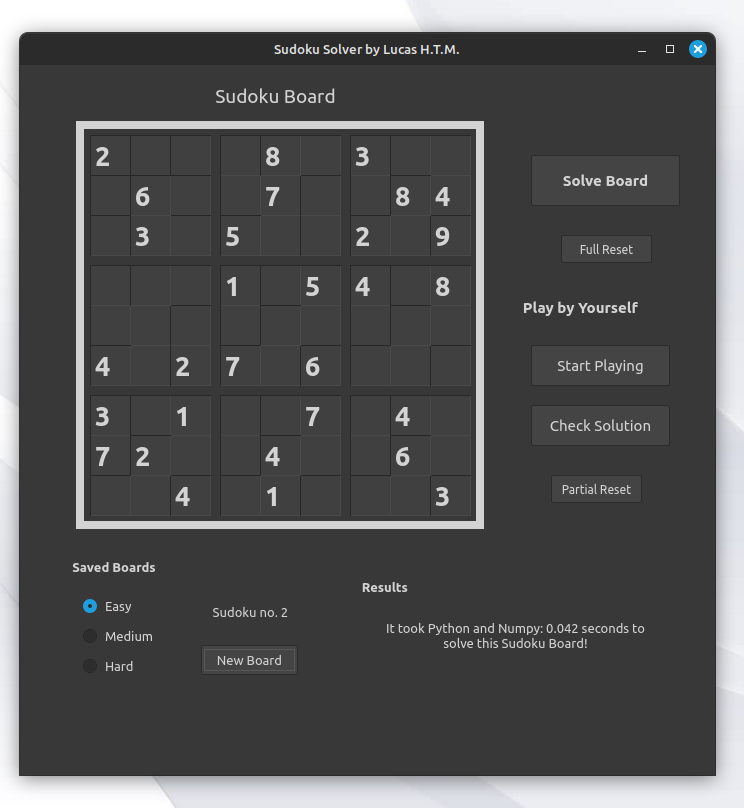 Sudoku Solver by Lucas H.T.M.
Sudoku Board
2 8 3
6 7 8 4
3 5 2 9
1 5 4 8
4 2 7 6
3 1 7 4
7 2 4 6
4 1 3
Solve Board
Full Reset
Play by Yourself
Start Playing
Check Solution
Partial Reset
Saved Boards
Easy
Medium
Hard
Sudoku no. 2
New Board
Results
It took Python and Numpy: 0.042 seconds to
solve this Sudoku Board!